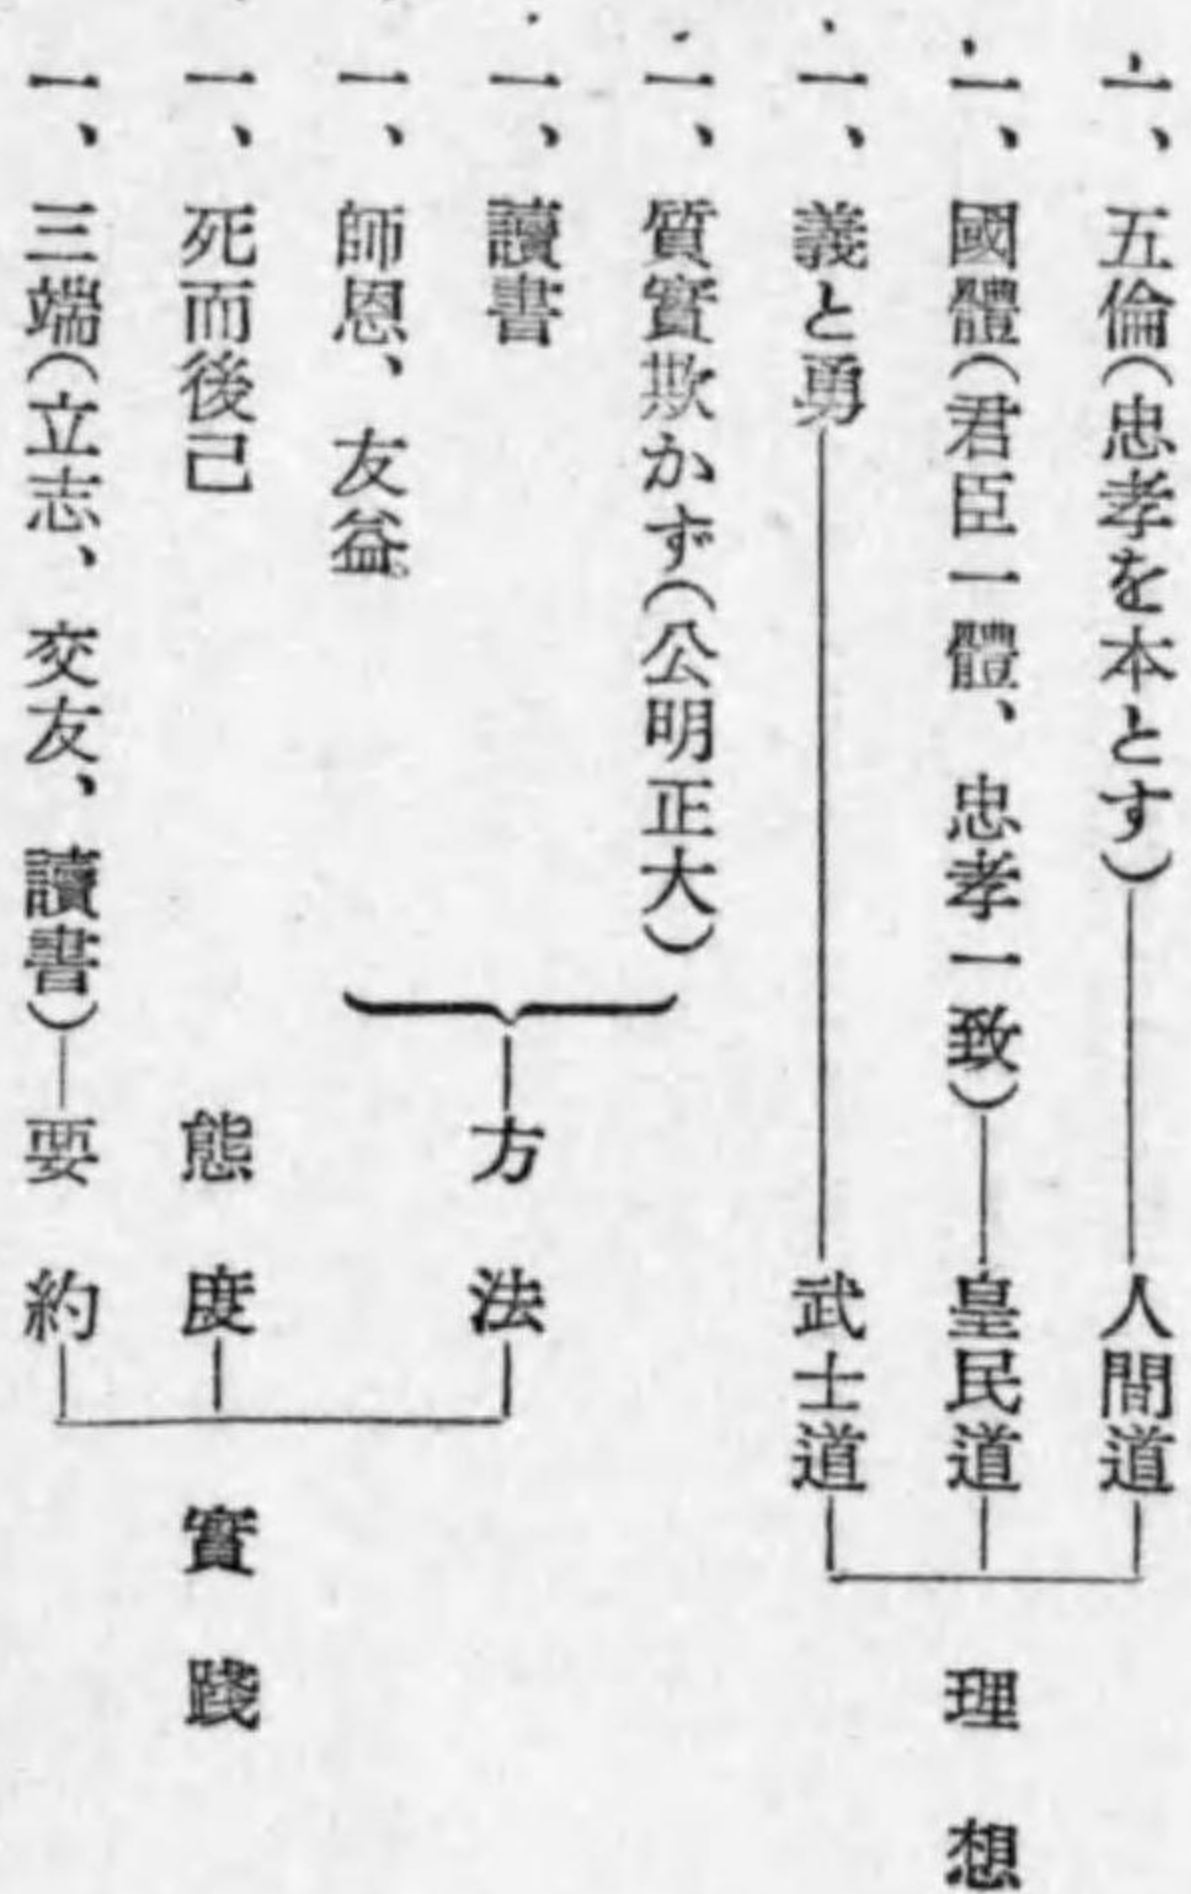 一、五倫(忠孝を本とす)人間道
一、國體(君臣一體、忠孝一致)皇民道
一、義と勇 武士道
理想
一、質實欺かず(公明正大)
一、讀書
一、師恩、友益
方法
一、死而後已 態度
一、三端(立志、交友、讀書)要約
實踐